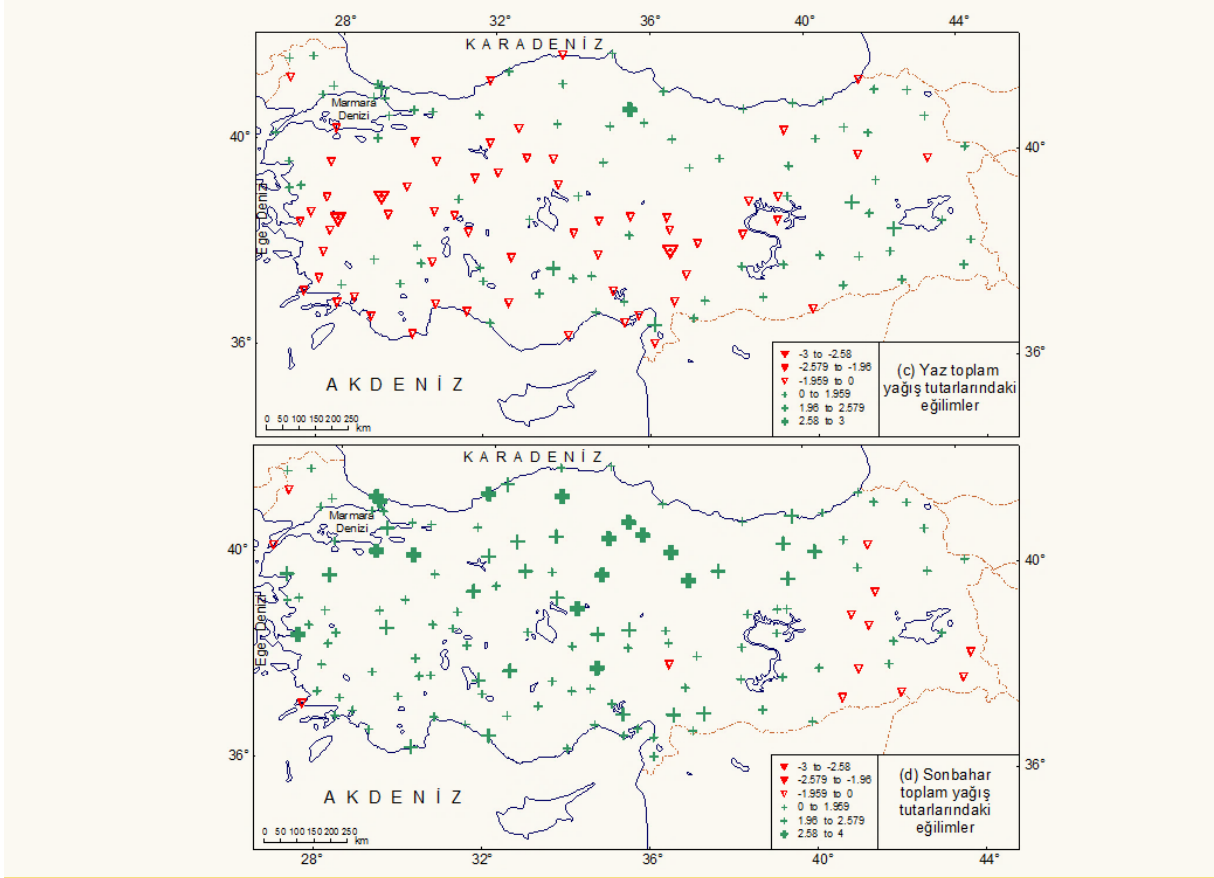 28° 32° 36° 40° 44°
KARADENİZ
Marmara
Denizi
40° 40°
Ege Denizi
36° 36°
AKDENİZ
0 50 100 150 200 250
km
-3 to -2.58
-2.579 to -1.96
-1.959 to 0
0 to 1.959
1.96 to 2.579
2.58 to 3
(c) Yaz toplam
yağış tutarlarındaki
eğilimler
KARADENİZ
Marmara
Denizi
40° 40°
Ege Denizi
36° 36°
AKDENİZ
0 50 100 150 200 250
km
-3 to -2.58
-2.579 to -1.96
-1.959 to 0
0 to 1.959
1.96 to 2.579
2.58 to 4
(d) Sonbahar
toplam yağış
tutarlarındaki
eğilimler
28° 32° 36° 40° 44°